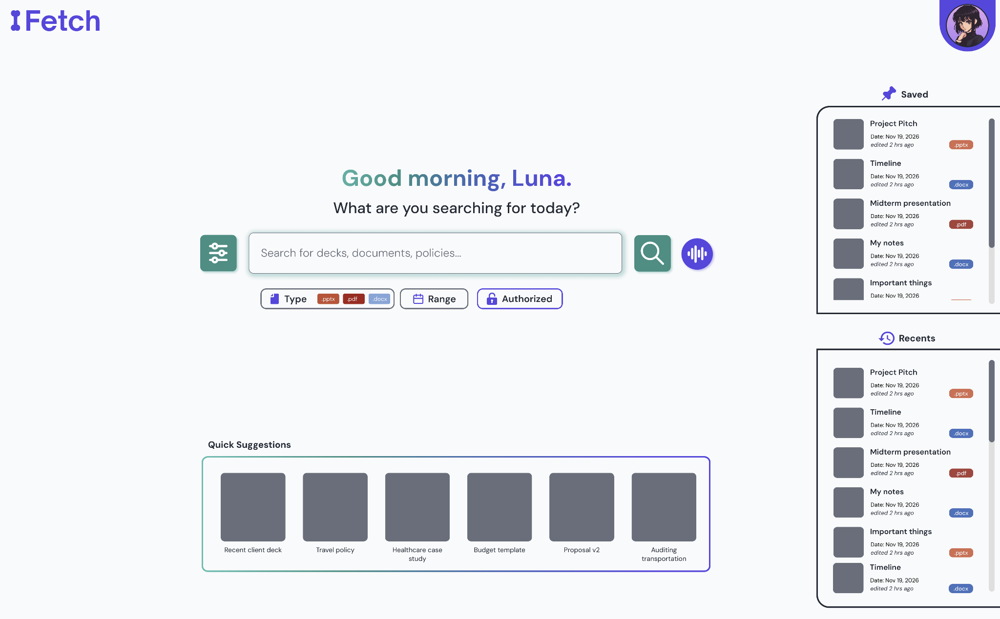 Fetch
Good morning, Luna.
What are you searching for today?
Search for decks, documents, policies...
Type .pptx .pdf .docx
Range
Authorized
Quick Suggestions
Recent client deck
Travel policy
Healthcare case
study
Budget template
Proposal v2
Auditing
transportation
Saved
Project Pitch
Date: Nov 19, 2026
edited 2 hrs ago
.pptx
Timeline
Date: Nov 19, 2026
edited 2 hrs ago
.docx
Midterm presentation
Date: Nov 19, 2026
edited 2 hrs ago
.pdf
My notes
Date: Nov 19, 2026
edited 2 hrs ago
.docx
Important things
Date: Nov 19, 2026
Recents
Project Pitch
Date: Nov 19, 2026
edited 2 hrs ago
.pptx
Timeline
Date: Nov 19, 2026
edited 2 hrs ago
.docx
Midterm presentation
Date: Nov 19, 2026
edited 2 hrs ago
.pdf
My notes
Date: Nov 19, 2026
edited 2 hrs ago
.docx
Important things
Date: Nov 19, 2026
edited 2 hrs ago
.pptx
Timeline
Date: Nov 19, 2026
edited 2 hrs ago
.docx